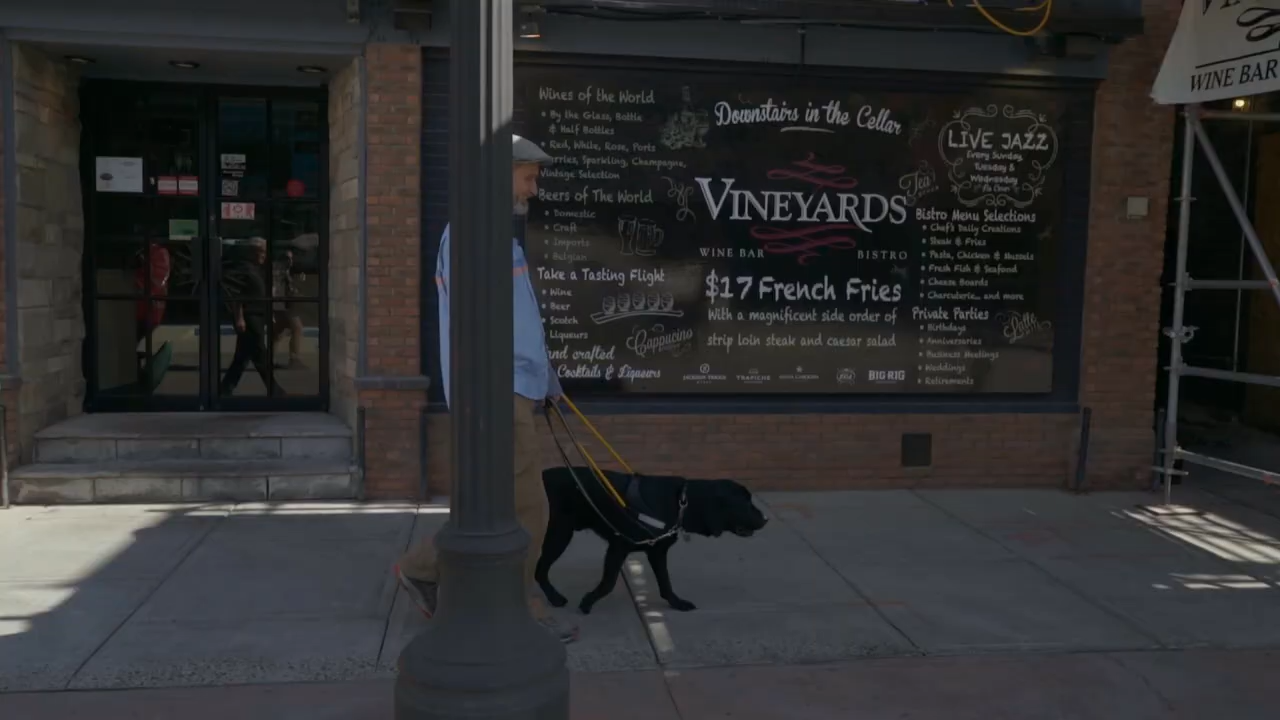 Wines of the World
• By the Glass, Bottle
& Half Bottles
• Red, White, Rose, Ports
erries, Sparkling, Champagne,
Vintage Selection
Beers of The World
• Domestic
• Craft
• Imports
• Belgian
Take a Tasting Flight
• Wine
• Beer
• Scotch
Liqueurs
and crafted
Cocktails & Liqueurs
Cappucino
Downstairs in the Cellar
VINEYARDS
WINE BAR BISTRO
$17 French Fries
With a magnificent side order of
strip loin steak and caesar salad
TRAPICHE
BIG RIG
LIVE JAZZ
Every Sunday,
Tuesday &
Wednesday
Tea
Bistro Menu Selections
• Chef's Daily Creations
• Steak & Fries
• Pasta, Chicken & Mussels
• Fresh Fish & Seafood
• Cheese Boards
• Charcuterie... and more
Private Parties
• Birthdays
• Anniversaries
• Business Meetings
• Weddings
• Retirements
Latte
WINE BAR